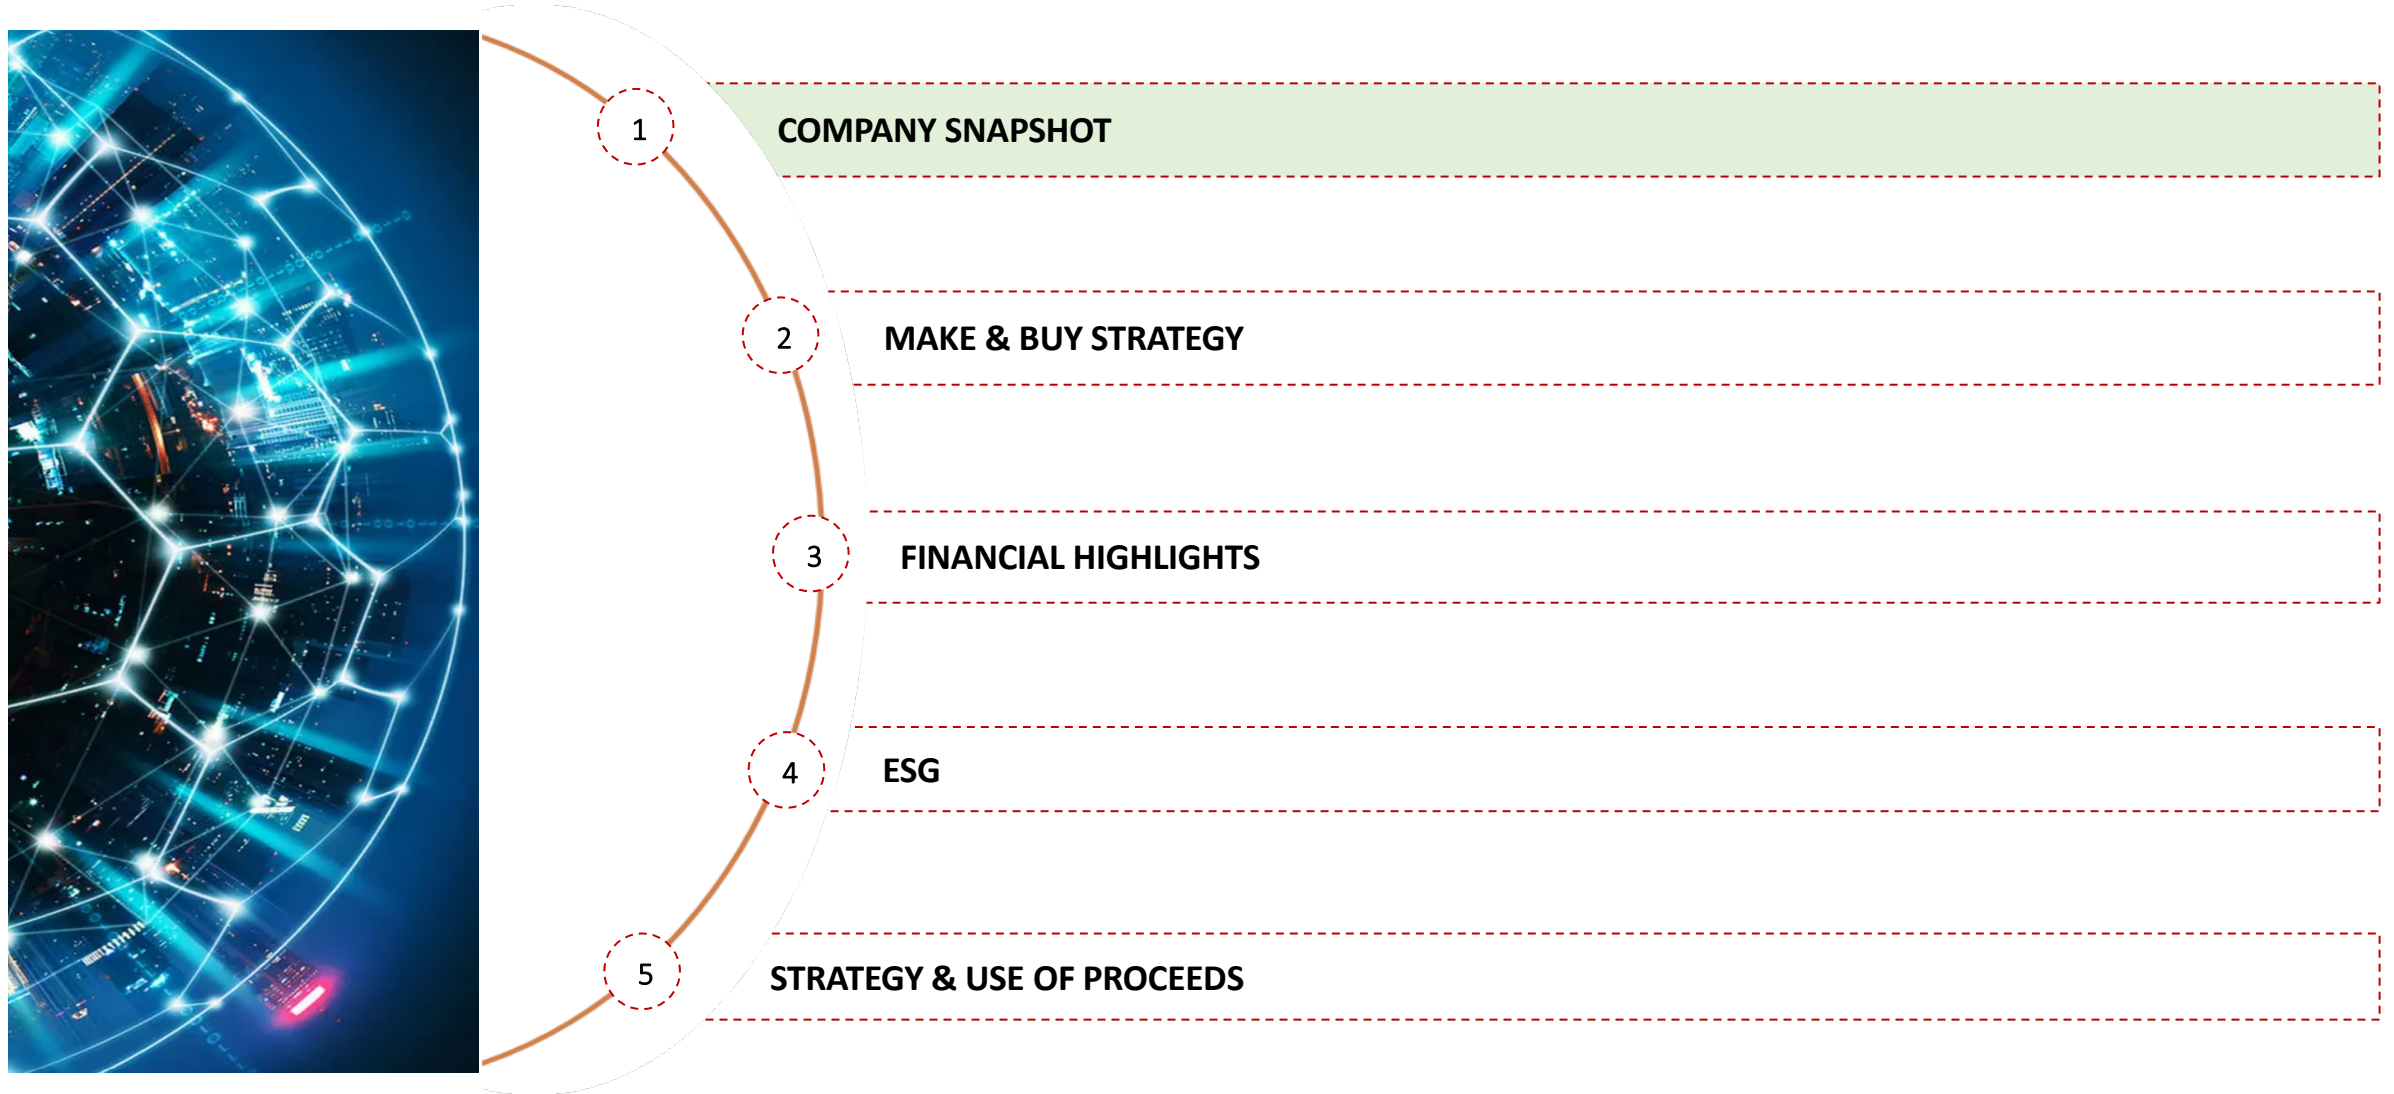 1
COMPANY SNAPSHOT
2
MAKE & BUY STRATEGY
3
FINANCIAL HIGHLIGHTS
4
ESG
5
STRATEGY & USE OF PROCEEDS